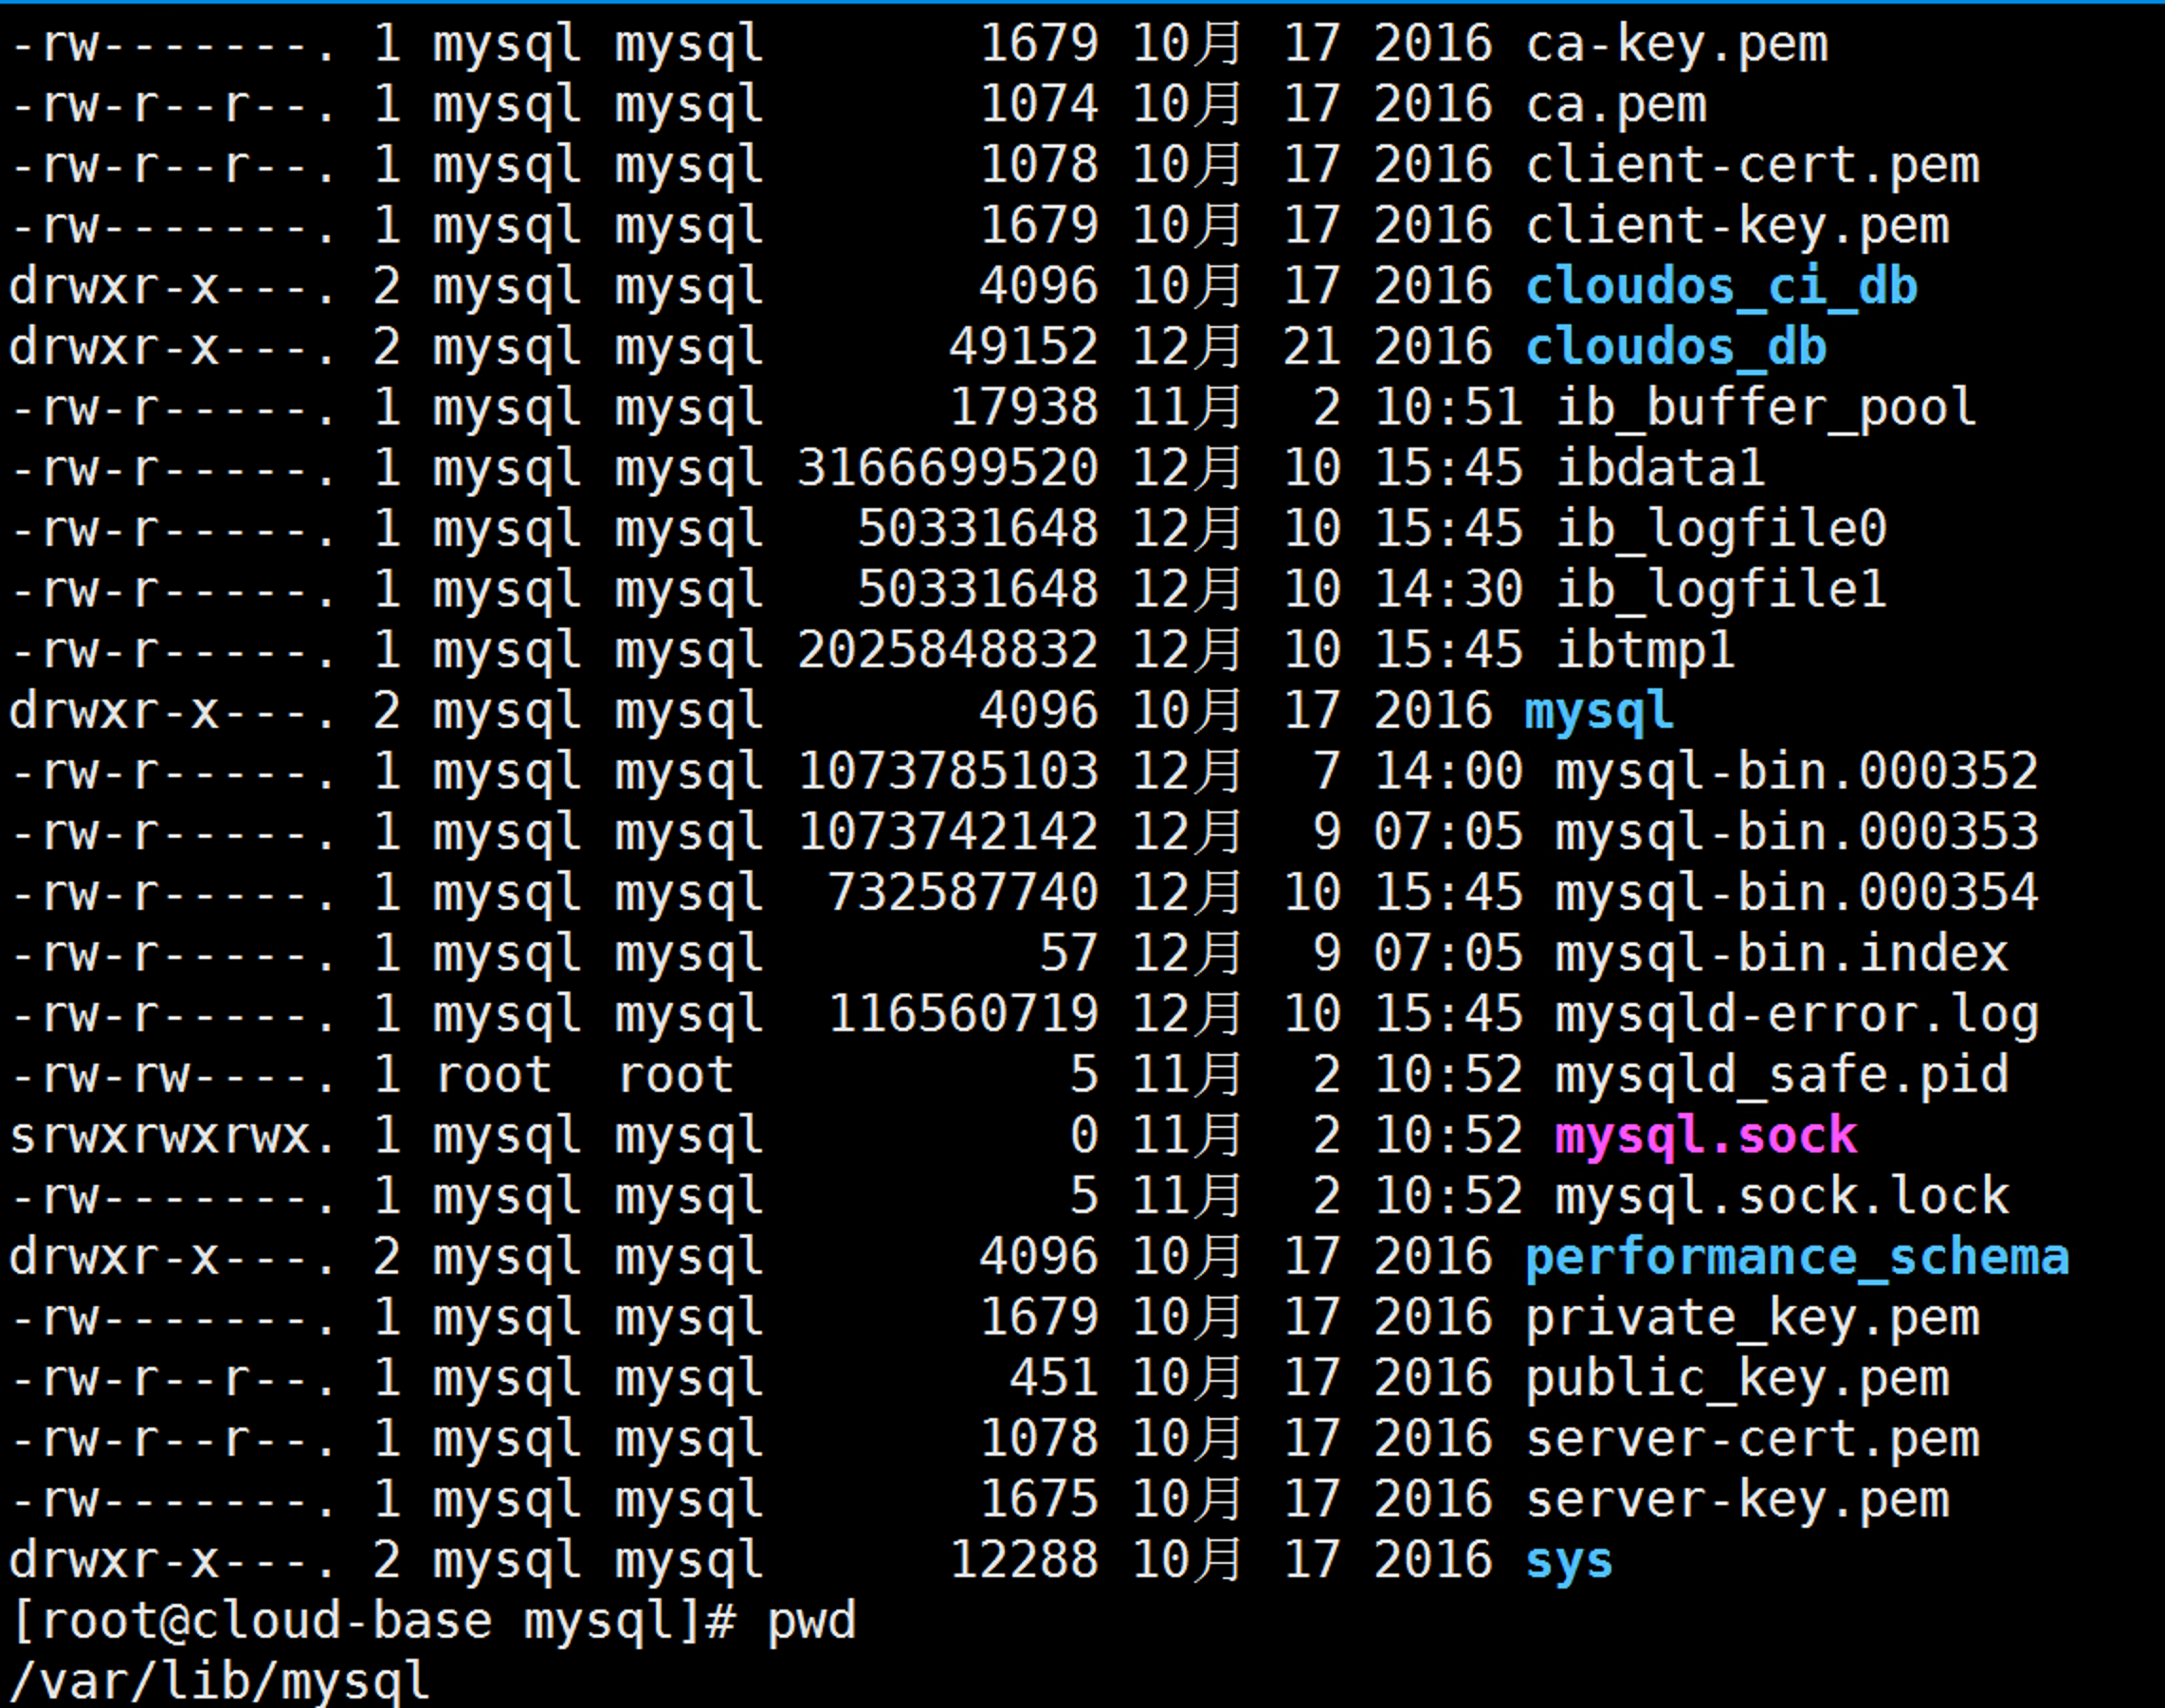 -rw-------. 1 mysql mysql       1679 10月 17 2016 ca-key.pem
-rw-r--r--. 1 mysql mysql       1074 10月 17 2016 ca.pem
-rw-r--r--. 1 mysql mysql       1078 10月 17 2016 client-cert.pem
-rw-------. 1 mysql mysql       1679 10月 17 2016 client-key.pem
drwxr-x---. 2 mysql mysql       4096 10月 17 2016 cloudos_ci_db
drwxr-x---. 2 mysql mysql      49152 12月 21 2016 cloudos_db
-rw-r-----. 1 mysql mysql      17938 11月  2 10:51 ib_buffer_pool
-rw-r-----. 1 mysql mysql 3166699520 12月 10 15:45 ibdata1
-rw-r-----. 1 mysql mysql   50331648 12月 10 15:45 ib_logfile0
-rw-r-----. 1 mysql mysql   50331648 12月 10 14:30 ib_logfile1
-rw-r-----. 1 mysql mysql 2025848832 12月 10 15:45 ibtmp1
drwxr-x---. 2 mysql mysql       4096 10月 17 2016 mysql
-rw-r-----. 1 mysql mysql 1073785103 12月  7 14:00 mysql-bin.000352
-rw-r-----. 1 mysql mysql 1073742142 12月  9 07:05 mysql-bin.000353
-rw-r-----. 1 mysql mysql  732587740 12月 10 15:45 mysql-bin.000354
-rw-r-----. 1 mysql mysql         57 12月  9 07:05 mysql-bin.index
-rw-r-----. 1 mysql mysql  116560719 12月 10 15:45 mysqld-error.log
-rw-rw----. 1 root  root           5 11月  2 10:52 mysqld_safe.pid
srwxrwxrwx. 1 mysql mysql          0 11月  2 10:52 mysql.sock
-rw-------. 1 mysql mysql          5 11月  2 10:52 mysql.sock.lock
drwxr-x---. 2 mysql mysql       4096 10月 17 2016 performance_schema
-rw-------. 1 mysql mysql       1679 10月 17 2016 private_key.pem
-rw-r--r--. 1 mysql mysql        451 10月 17 2016 public_key.pem
-rw-r--r--. 1 mysql mysql       1078 10月 17 2016 server-cert.pem
-rw-------. 1 mysql mysql       1675 10月 17 2016 server-key.pem
drwxr-x---. 2 mysql mysql      12288 10月 17 2016 sys
[root@cloud-base mysql]# pwd
/var/lib/mysql